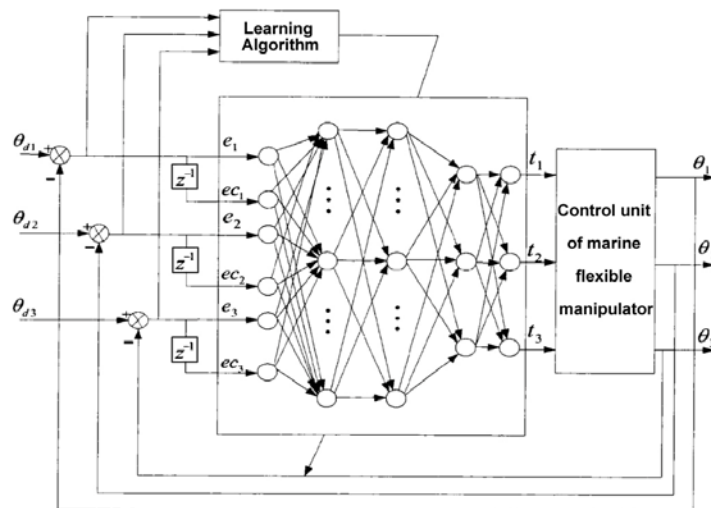 Learning
Algorithm
θd1
+
−
e1
z⁻¹
ec1
θd2
+
−
e2
z⁻¹
ec2
θd3
+
−
e3
z⁻¹
ec3
t1
t2
t3
Control unit
of marine
flexible
manipulator
θ1
θ
θ